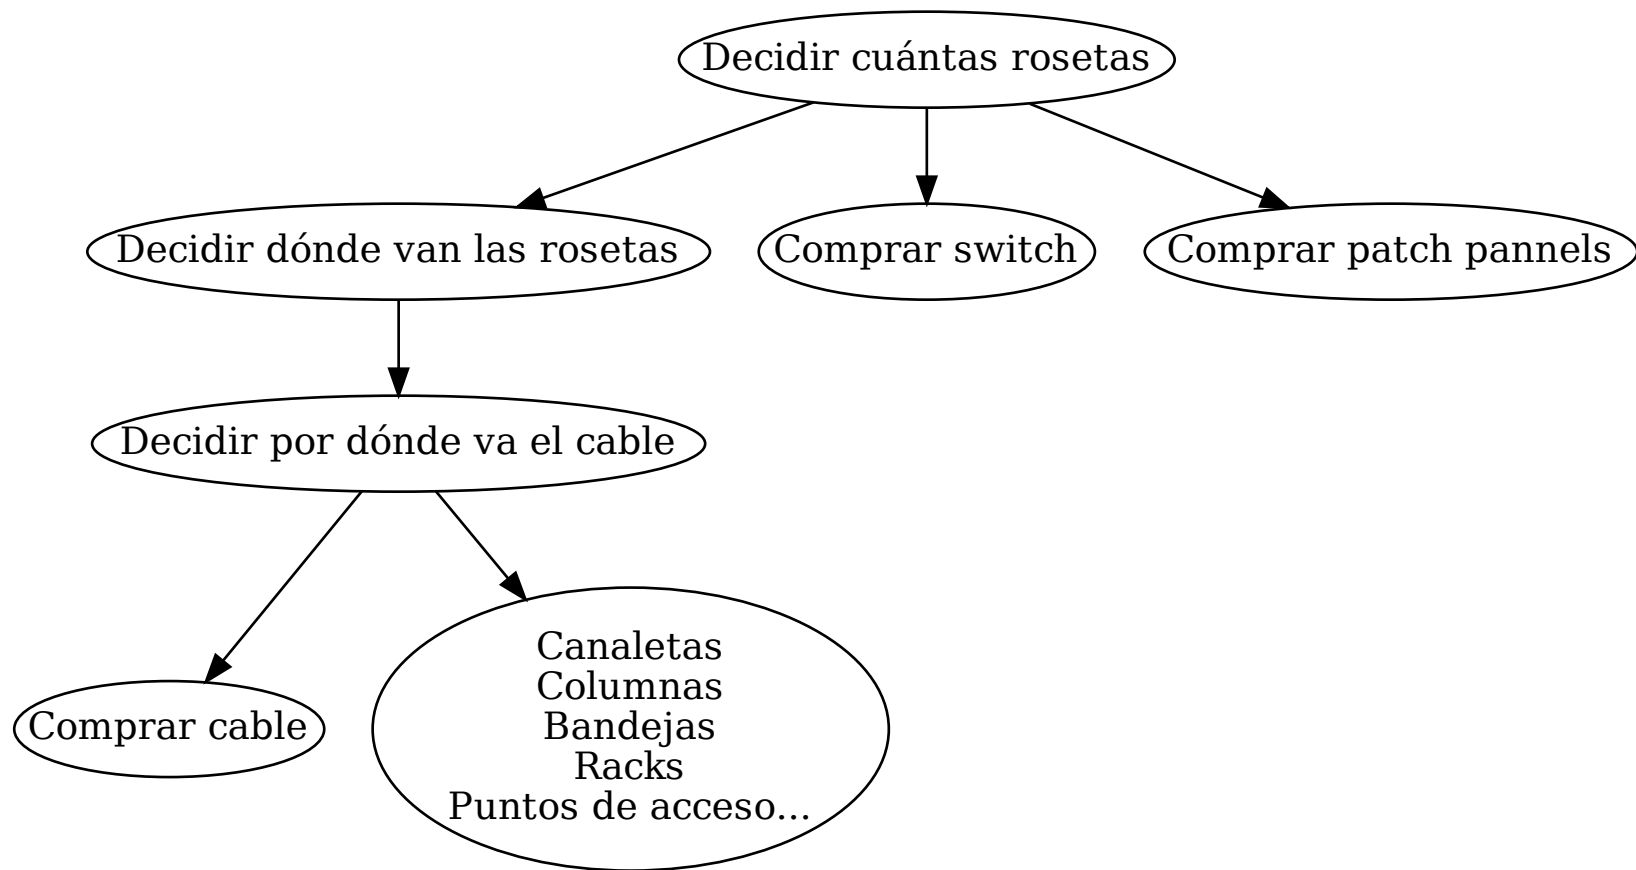 Decidir cuántas rosetas
Decidir dónde van las rosetas
Comprar switch
Comprar patch pannels
Decidir por dónde va el cable
Comprar cable
Canaletas
Columnas
Bandejas
Racks
Puntos de acceso...